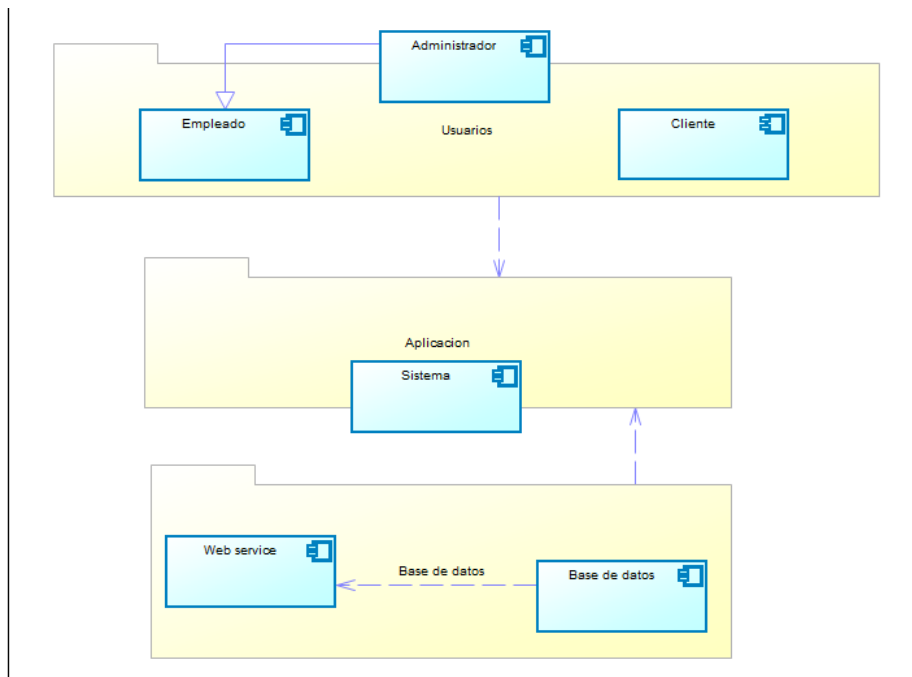 Administrador
Empleado
Usuarios
Cliente
Aplicacion
Sistema
Web service
Base de datos
Base de datos